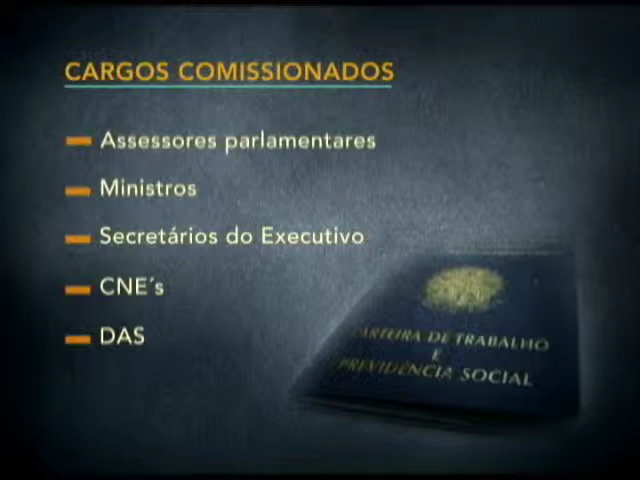 CARGOS COMISSIONADOS
Assessores parlamentares
Ministros
Secretários do Executivo
CNE´s
DAS
CARTEIRA DE TRABALHO
E
PREVIDÊNCIA SOCIAL